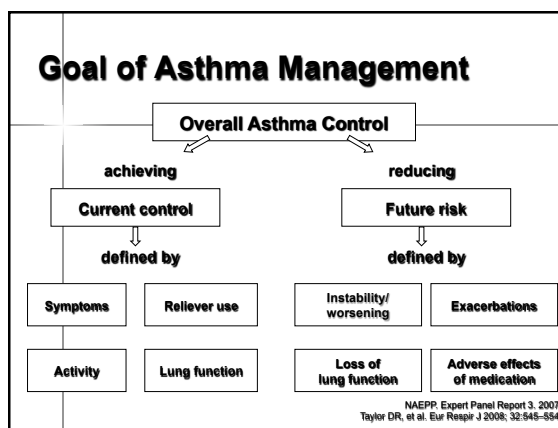 Goal of Asthma Management
Overall Asthma Control
achieving
reducing
Current control
Future risk
defined by
defined by
Symptoms
Reliever use
Instability/
worsening
Exacerbations
Activity
Lung function
Loss of
lung function
Adverse effects
of medication
NAEPP. Expert Panel Report 3. 2007
Taylor DR, et al. Eur Respir J 2008; 32:545–554